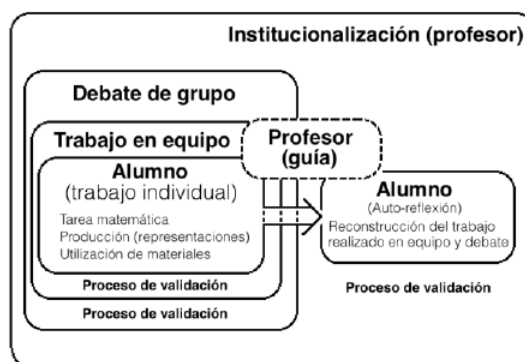 Institucionalización (profesor)
Debate de grupo
Trabajo en equipo
Profesor
(guía)
Alumno
(trabajo individual)
Tarea matemática
Producción (representaciones)
Utilización de materiales
Alumno
(Auto-reflexión)
Reconstrucción del trabajo
realizado en equipo y debate
Proceso de validación
Proceso de validación
Proceso de validación